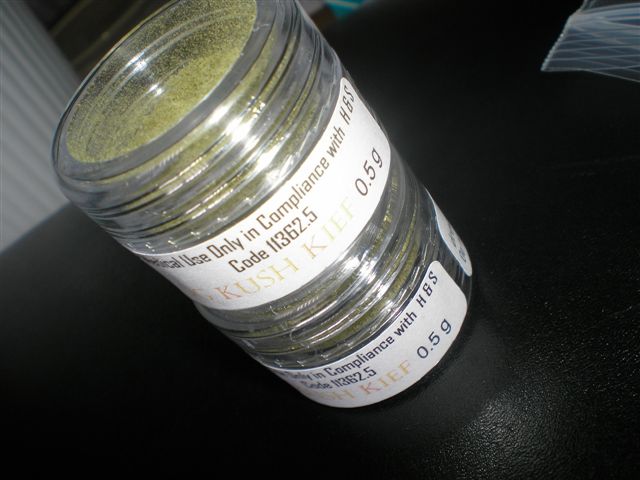 Use Only in Compliance with H&S
Code 11362.5
KUSH KIEF 0.5g
Only in Compliance with H&S
Code 11362.5
KIEF 0.5g